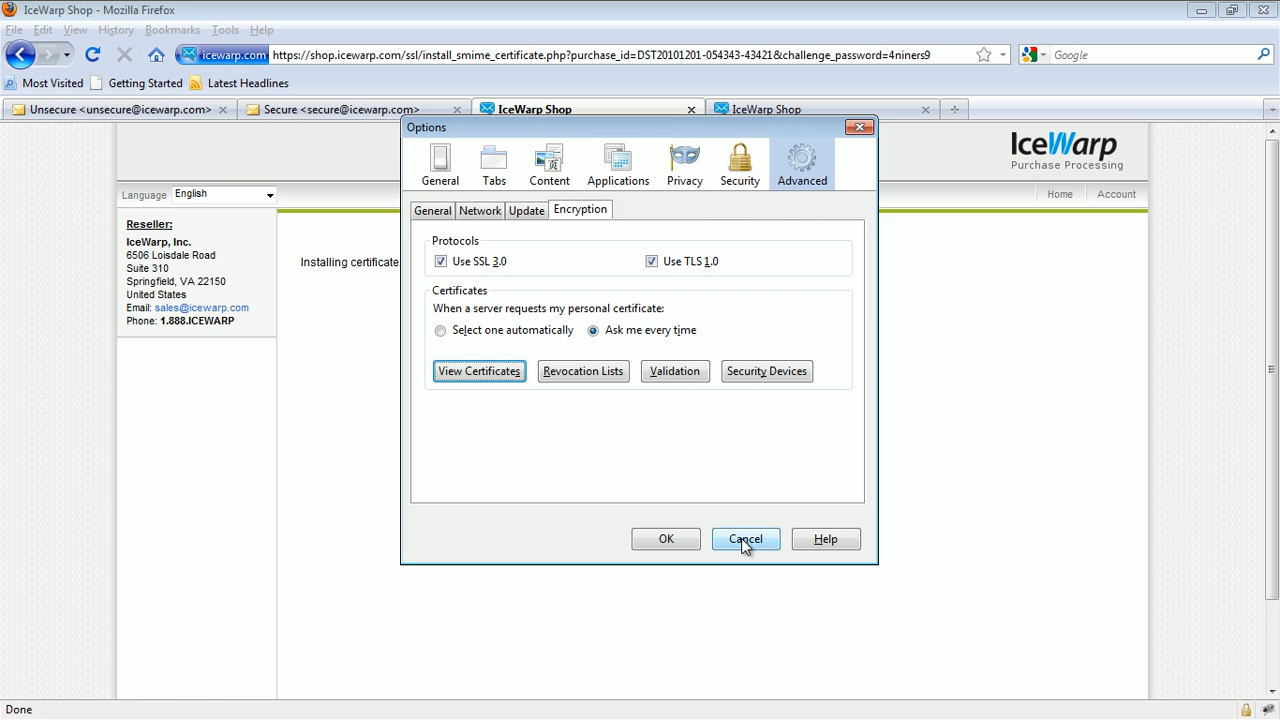 IceWarp Shop - Mozilla Firefox
File Edit View History Bookmarks Tools Help
icewarp.com https://shop.icewarp.com/ssl/install_smime_certificate.php?purchase_id=DST20101201-054343-43421&challenge_password=4niners9 Google
Most Visited Getting Started Latest Headlines
Unsecure <unsecure@icewarp.com> Secure <secure@icewarp.com> IceWarp Shop IceWarp Shop
IceWarp
Purchase Processing
Language English
Home Account
Reseller:
IceWarp, Inc.
6506 Loisdale Road
Suite 310
Springfield, VA 22150
United States
Email: sales@icewarp.com
Phone: 1.888.ICEWARP
Installing certificate
Options
General Tabs Content Applications Privacy Security Advanced
General Network Update Encryption
Protocols
Use SSL 3.0 Use TLS 1.0
Certificates
When a server requests my personal certificate:
Select one automatically Ask me every time
View Certificates Revocation Lists Validation Security Devices
OK Cancel Help
Done